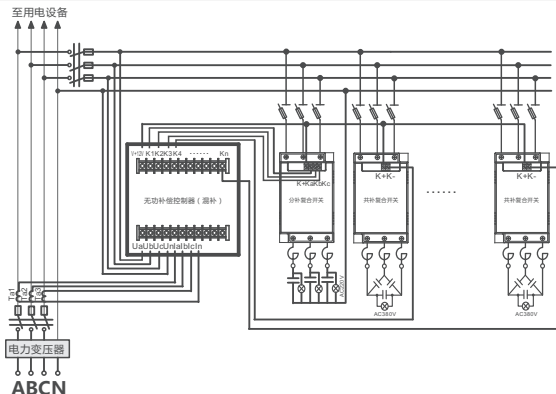 至用电设备
V+12V K1K2K3K4 …… Kn
无功补偿控制器（混补）
UaUbUcUnIaIbIcIn
K+KaKbKc
分补复合开关
K+K-
共补复合开关
……
K+K-
共补复合开关
AC220V
AC380V
AC380V
Ta1
Ta2
Ta3
电力变压器
ABCN